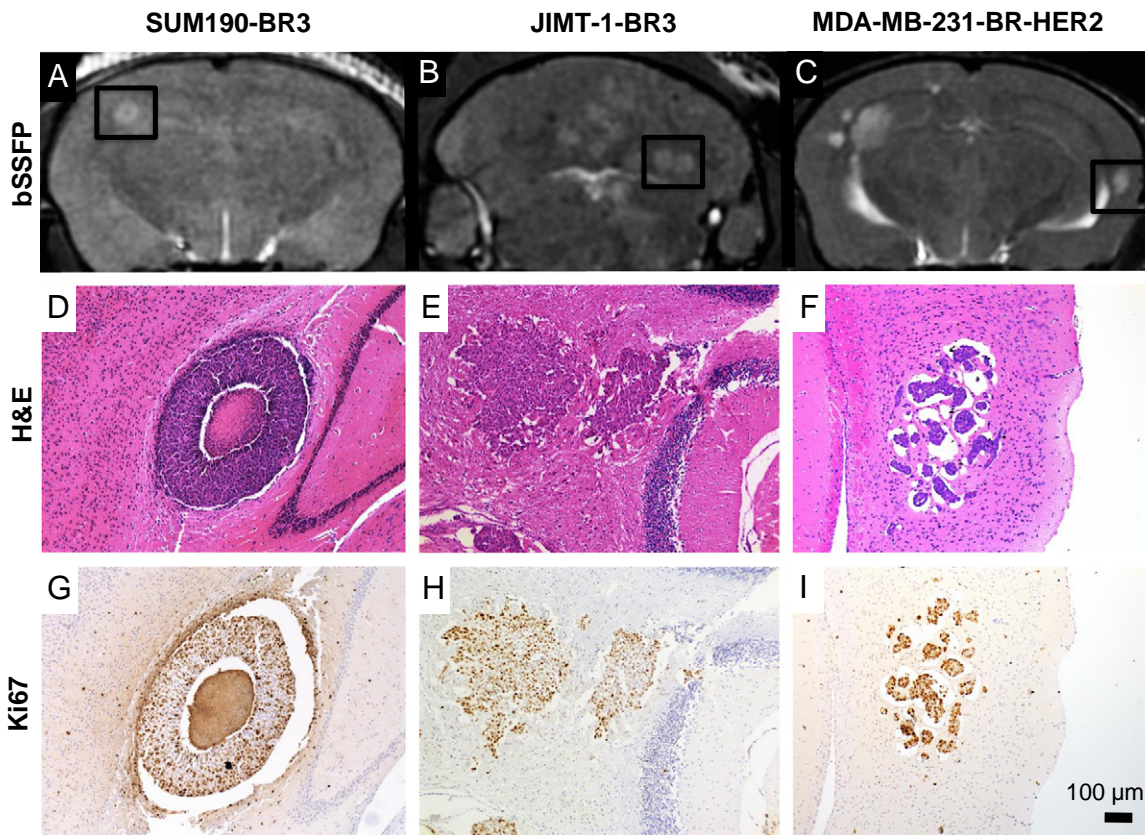 SUM190-BR3 JIMT-1-BR3 MDA-MB-231-BR-HER2
bSSFP
A B C
H&E
D E F
Ki67
G H I
100 µm